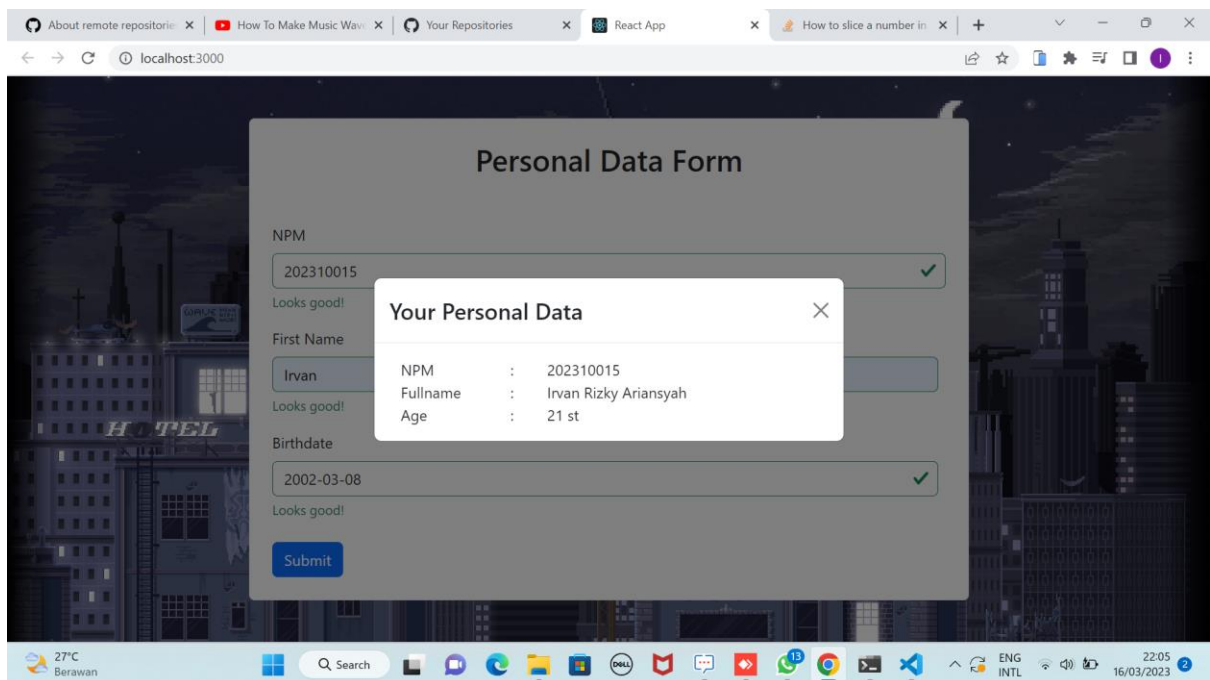 About remote repositorie
How To Make Music Wav
Your Repositories
React App
How to slice a number in
localhost:3000
I
Personal Data Form
NPM
202310015
Looks good!
Your Personal Data
First Name
NPM : 202310015
Irvan
Fullname : Irvan Rizky Ariansyah
Looks good!
Age : 21 st
HOTEL
Birthdate
2002-03-08
Looks good!
Submit
27°C
Berawan
Search
DELL
13
ENG
INTL
22:05
16/03/2023
2